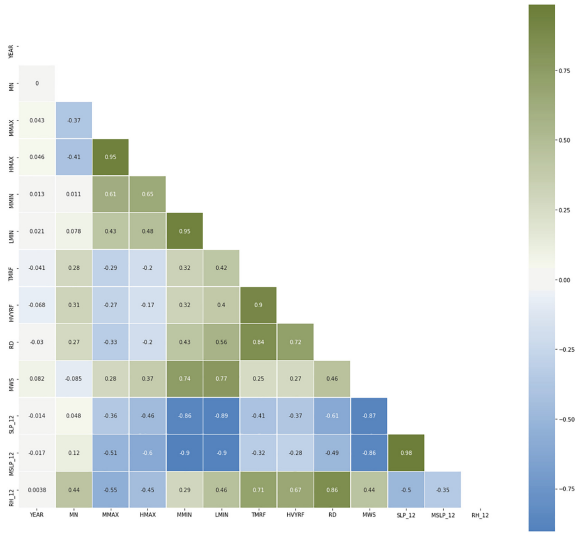 YEAR
MN 0
MMAX 0.043 -0.37
HMAX 0.046 -0.41 0.95
MMIN 0.013 0.011 0.61 0.65
LMIN 0.021 0.078 0.43 0.48 0.95
TMRF -0.041 0.28 -0.29 -0.2 0.32 0.42
HVYRF -0.068 0.31 -0.27 -0.17 0.32 0.4 0.9
RD -0.03 0.27 -0.33 -0.2 0.43 0.56 0.84 0.72
MWS 0.082 -0.085 0.28 0.37 0.74 0.77 0.25 0.27 0.46
SLP_12 -0.014 0.048 -0.36 -0.46 -0.86 -0.89 -0.41 -0.37 -0.61 -0.87
MSLP_12 -0.017 0.12 -0.51 -0.6 -0.9 -0.9 -0.32 -0.28 -0.49 -0.86 0.98
RH_12 0.0038 0.44 -0.55 -0.45 0.29 0.46 0.71 0.67 0.86 0.44 -0.5 -0.35
YEAR MN MMAX HMAX MMIN LMIN TMRF HVYRF RD MWS SLP_12 MSLP_12 RH_12
0.75
0.50
0.25
0.00
-0.25
-0.50
-0.75